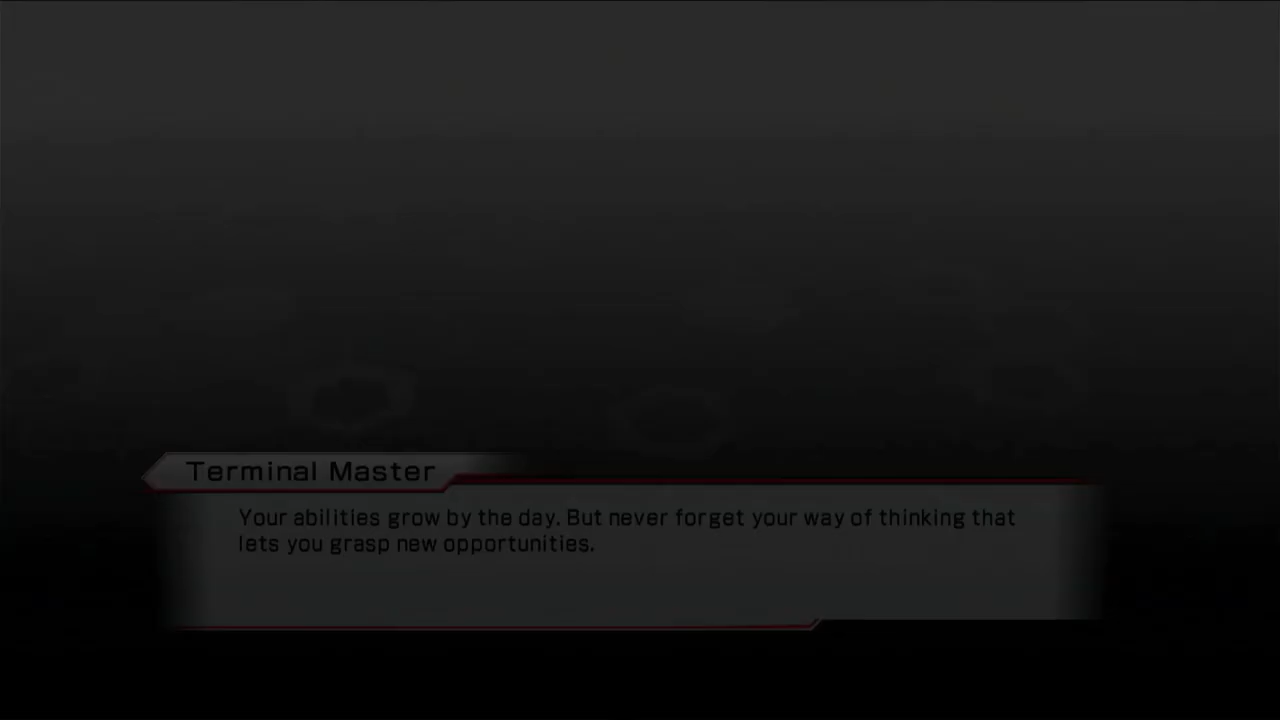 Terminal Master
Your abilities grow by the day. But never forget your way of thinking that
lets you grasp new opportunities.